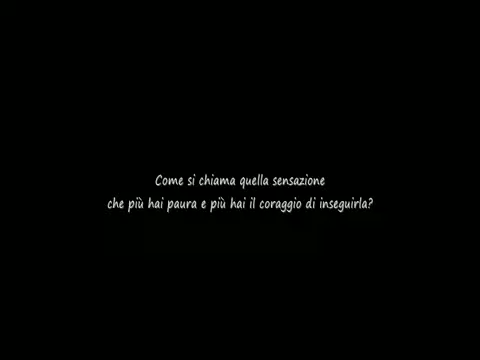 Come si chiama quella sensazione
che più hai paura e più hai il coraggio di inseguirla?